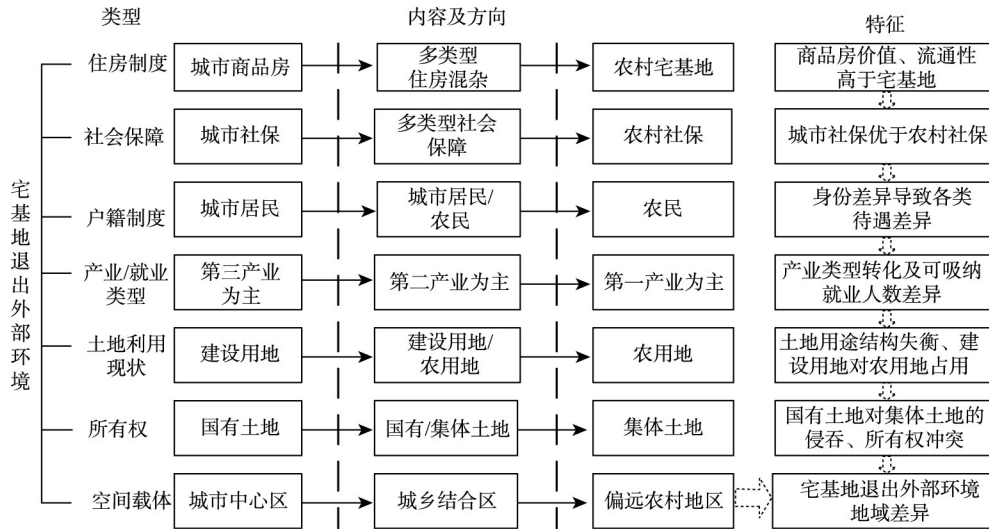 类型
内容及方向
特征
宅基地退出外部环境
住房制度
城市商品房
多类型
住房混杂
农村宅基地
商品房价值、流通性
高于宅基地
社会保障
城市社保
多类型社会
保障
农村社保
城市社保优于农村社保
户籍制度
城市居民
城市居民/
农民
农民
身份差异导致各类
待遇差异
产业/就业
类型
第三产业
为主
第二产业为主
第一产业为主
产业类型转化及可吸纳
就业人数差异
土地利用
现状
建设用地
建设用地/
农用地
农用地
土地用途结构失衡、建
设用地对农用地占用
所有权
国有土地
国有/集体土地
集体土地
国有土地对集体土地的
侵吞、所有权冲突
空间载体
城市中心区
城乡结合区
偏远农村地区
宅基地退出外部环境
地域差异